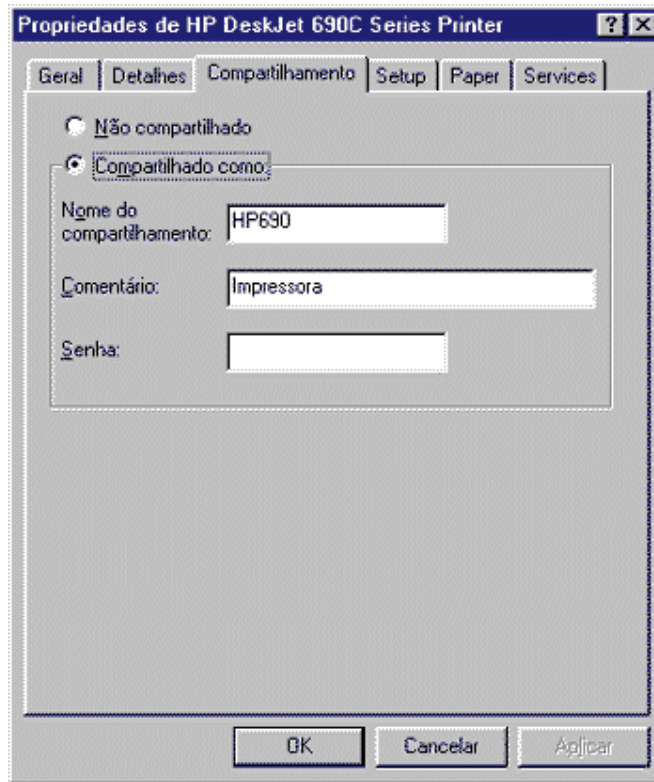 Propriedades de HP DeskJet 690C Series Printer
Geral Detalhes Compartilhamento Setup Paper Services
Não compartilhado
Compartilhado como:
Nome do
compartilhamento: HP690
Comentário: Impressora
Senha:
OK Cancelar Aplicar